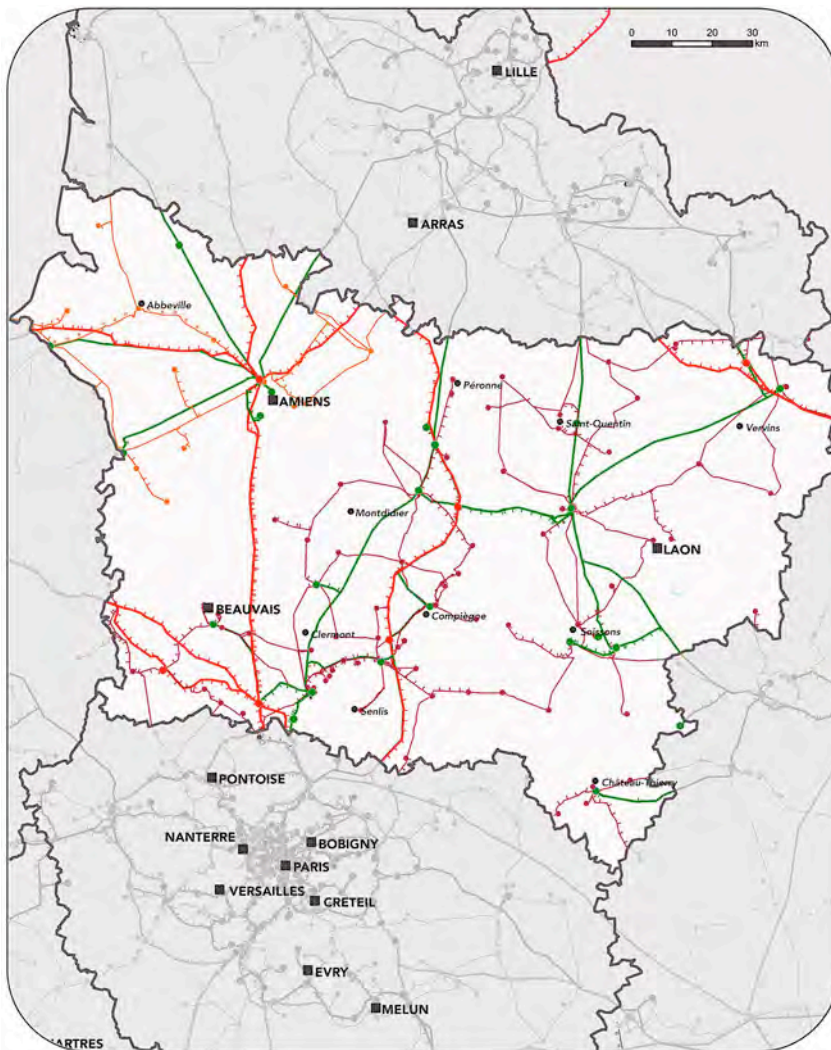 0 10 20 30
km
LILLE
ARRAS
Abbeville
AMIENS
Péronne
Saint-Quentin
Vervins
Montdidier
LAON
BEAUVAIS
Compiègne
Clermont
Soissons
Senlis
Château-Thierry
PONTOISE
NANTERRE
BOBIGNY
PARIS
VERSAILLES
CRETEIL
EVRY
MELUN
HARTRES